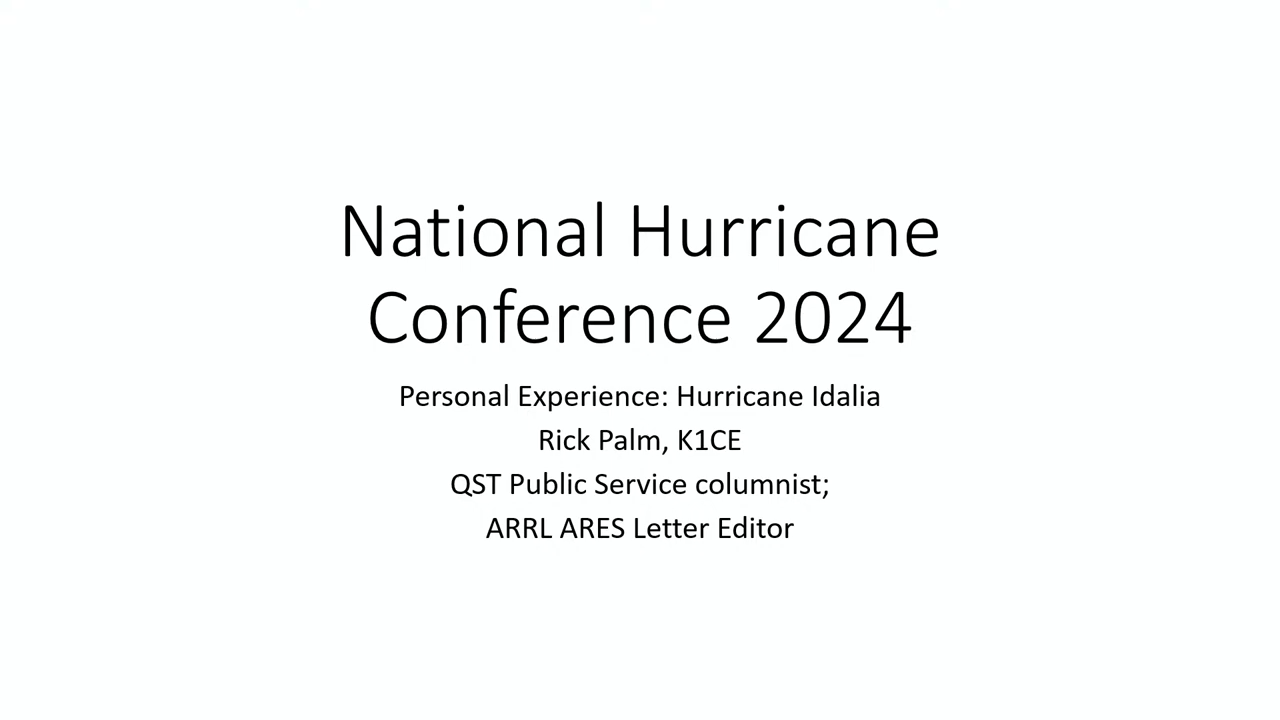 National Hurricane
Conference 2024
Personal Experience: Hurricane Idalia
Rick Palm, K1CE
QST Public Service columnist;
ARRL ARES Letter Editor